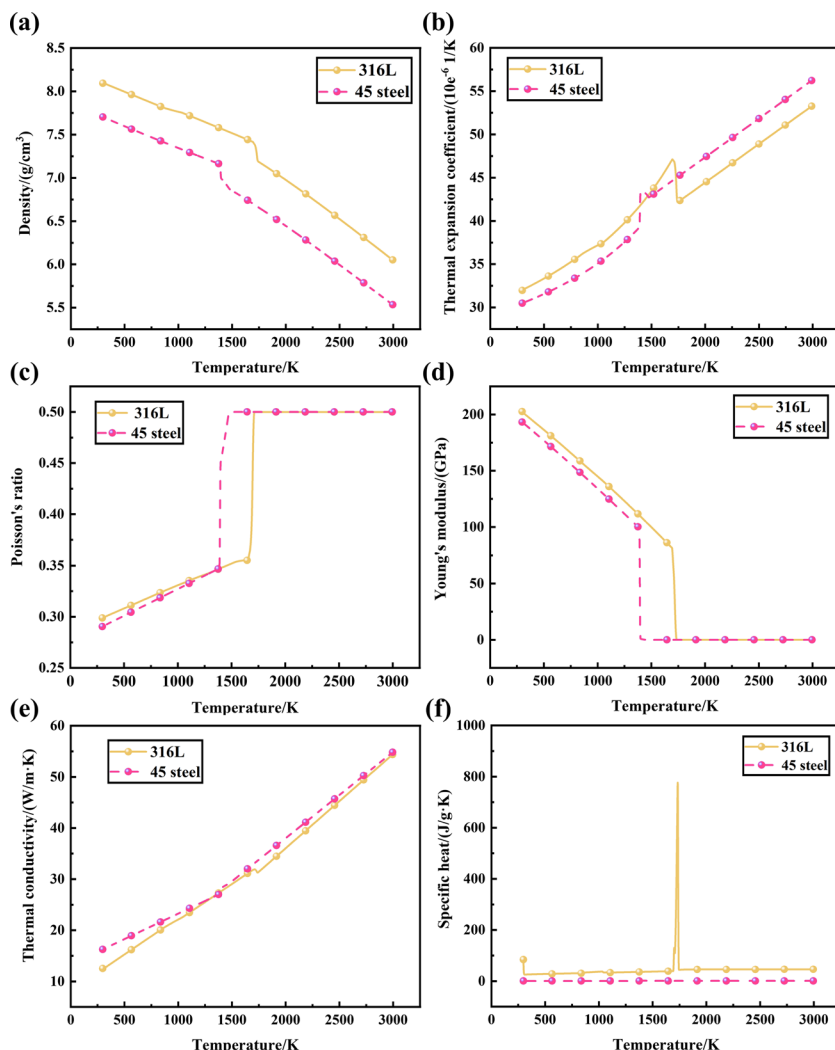 (a)
8.5
8.0
7.5
7.0
6.5
6.0
5.5
Density/(g/cm³)
316L
45 steel
0 500 1000 1500 2000 2500 3000
Temperature/K
(b)
60
55
50
45
40
35
30
Thermal expansion coefficient/(10e⁻⁶ 1/K)
316L
45 steel
0 500 1000 1500 2000 2500 3000
Temperature/K
(c)
0.50
0.45
0.40
0.35
0.30
0.25
Poisson's ratio
316L
45 steel
0 500 1000 1500 2000 2500 3000
Temperature/K
(d)
200
150
100
50
0
Young's modulus/(GPa)
316L
45 steel
0 500 1000 1500 2000 2500 3000
Temperature/K
(e)
60
50
40
30
20
10
Thermal conductivity/(W/m·K)
316L
45 steel
0 500 1000 1500 2000 2500 3000
Temperature/K
(f)
1000
800
600
400
200
0
Specific heat/(J/g·K)
316L
45 steel
0 500 1000 1500 2000 2500 3000
Temperature/K